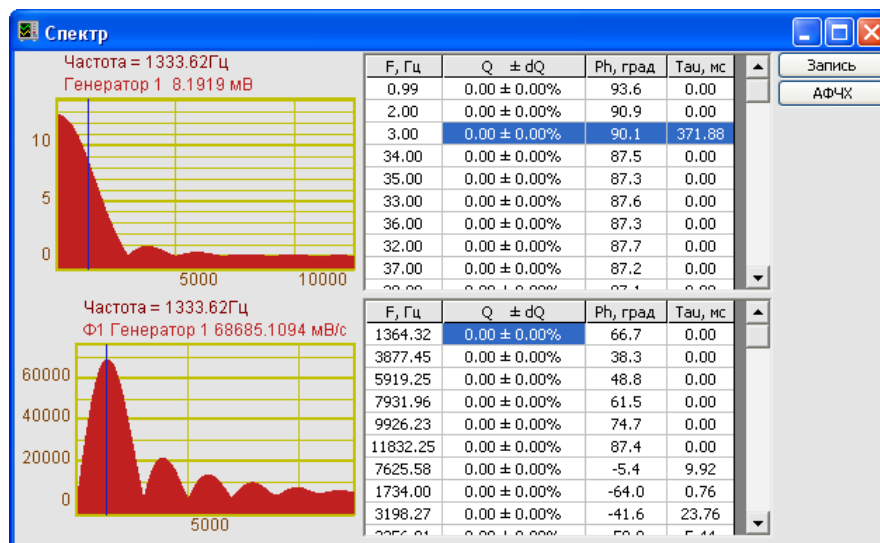 Спектр
Частота = 1333.62Гц
Генератор 1 8.1919 мВ
10
5
0
5000 10000
F, Гц Q ± dQ Ph, град Tau, мс
0.99 0.00 ± 0.00% 93.6 0.00
2.00 0.00 ± 0.00% 90.9 0.00
3.00 0.00 ± 0.00% 90.1 371.88
34.00 0.00 ± 0.00% 87.5 0.00
35.00 0.00 ± 0.00% 87.3 0.00
33.00 0.00 ± 0.00% 87.6 0.00
36.00 0.00 ± 0.00% 87.3 0.00
32.00 0.00 ± 0.00% 87.7 0.00
37.00 0.00 ± 0.00% 87.2 0.00
Запись
АФЧХ
Частота = 1333.62Гц
Ф1 Генератор 1 68685.1094 мВ/с
60000
40000
20000
0
5000
F, Гц Q ± dQ Ph, град Tau, мс
1364.32 0.00 ± 0.00% 66.7 0.00
3877.45 0.00 ± 0.00% 38.3 0.00
5919.25 0.00 ± 0.00% 48.8 0.00
7931.96 0.00 ± 0.00% 61.5 0.00
9926.23 0.00 ± 0.00% 74.7 0.00
11832.25 0.00 ± 0.00% 87.4 0.00
7625.58 0.00 ± 0.00% -5.4 9.92
1734.00 0.00 ± 0.00% -64.0 0.76
3198.27 0.00 ± 0.00% -41.6 23.76